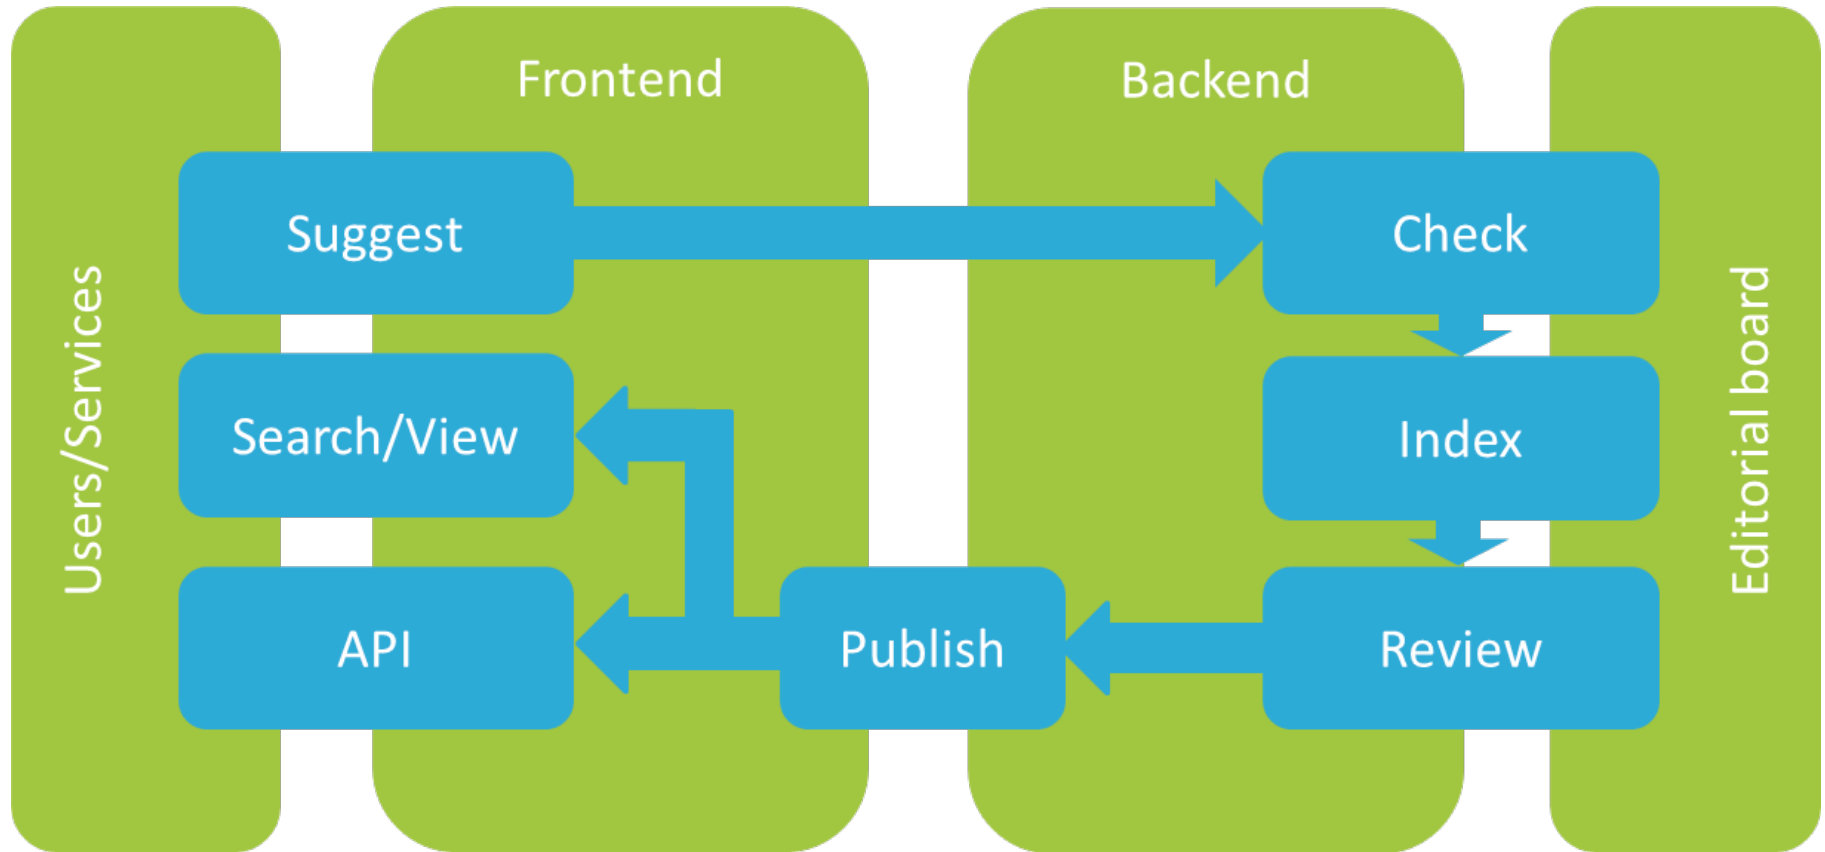 Frontend
Backend
Users/Services
Suggest
Check
Search/View
Index
API
Publish
Review
Editorial board